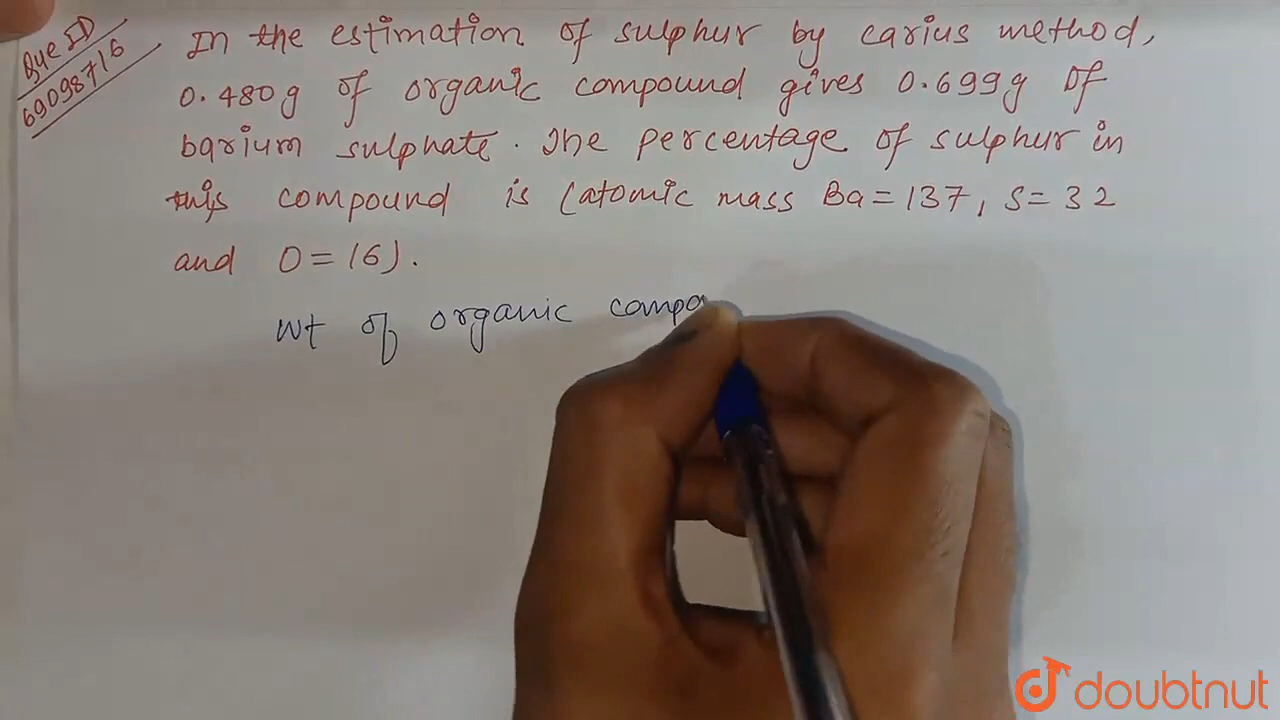 Que ID
69098716
In the estimation of sulphur by carius method,
0.480g of organic compound gives 0.699g of
barium sulphate. The percentage of sulphur in
this compound is (atomic mass Ba=137, S=32
and O=16).
wt of organic compo
doubtnut